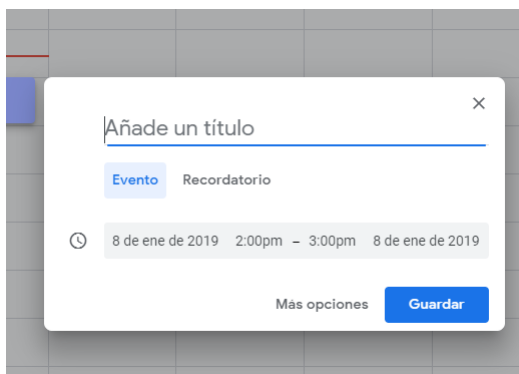 Añade un título
Evento Recordatorio
8 de ene de 2019 2:00pm – 3:00pm 8 de ene de 2019
Más opciones Guardar